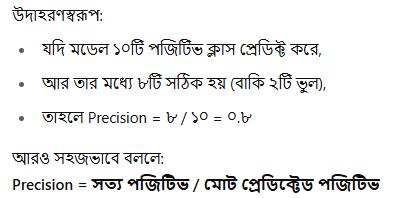 উদাহরণস্বরূপ:
• যদি মডেল ১০টি পজিটিভ ক্লাস প্রেডিক্ট করে,
• আর তার মধ্যে ৮টি সঠিক হয় (বাকি ২টি ভুল),
• তাহলে Precision = ৮ / ১০ = ০.৮
আরও সহজভাবে বললে:
Precision = সত্য পজিটিভ / মোট প্রেডিক্টেড পজিটিভ